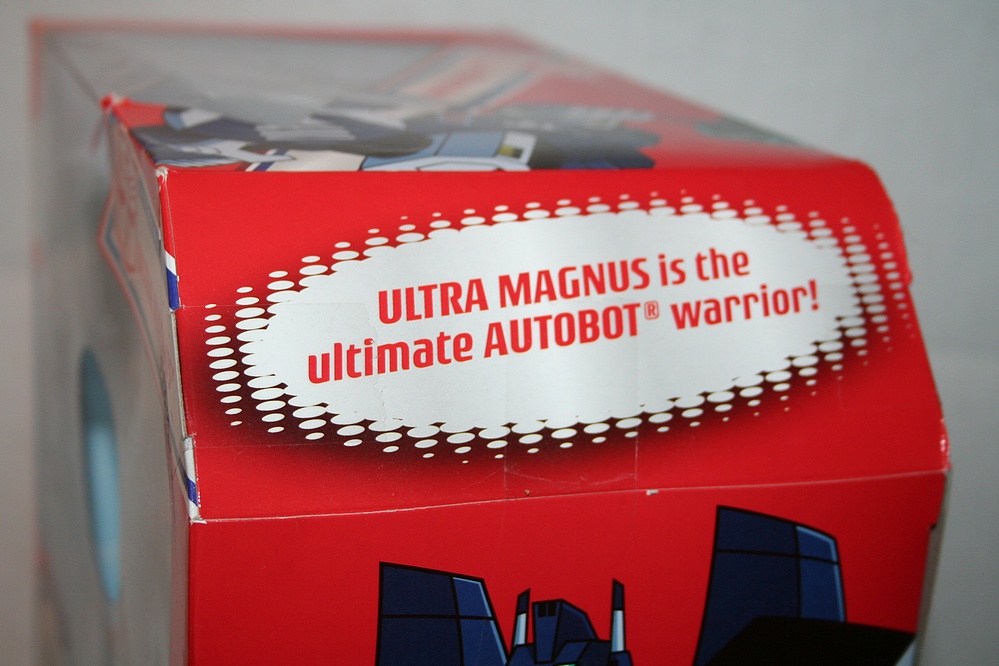 ULTRA MAGNUS is the
ultimate AUTOBOT® warrior!